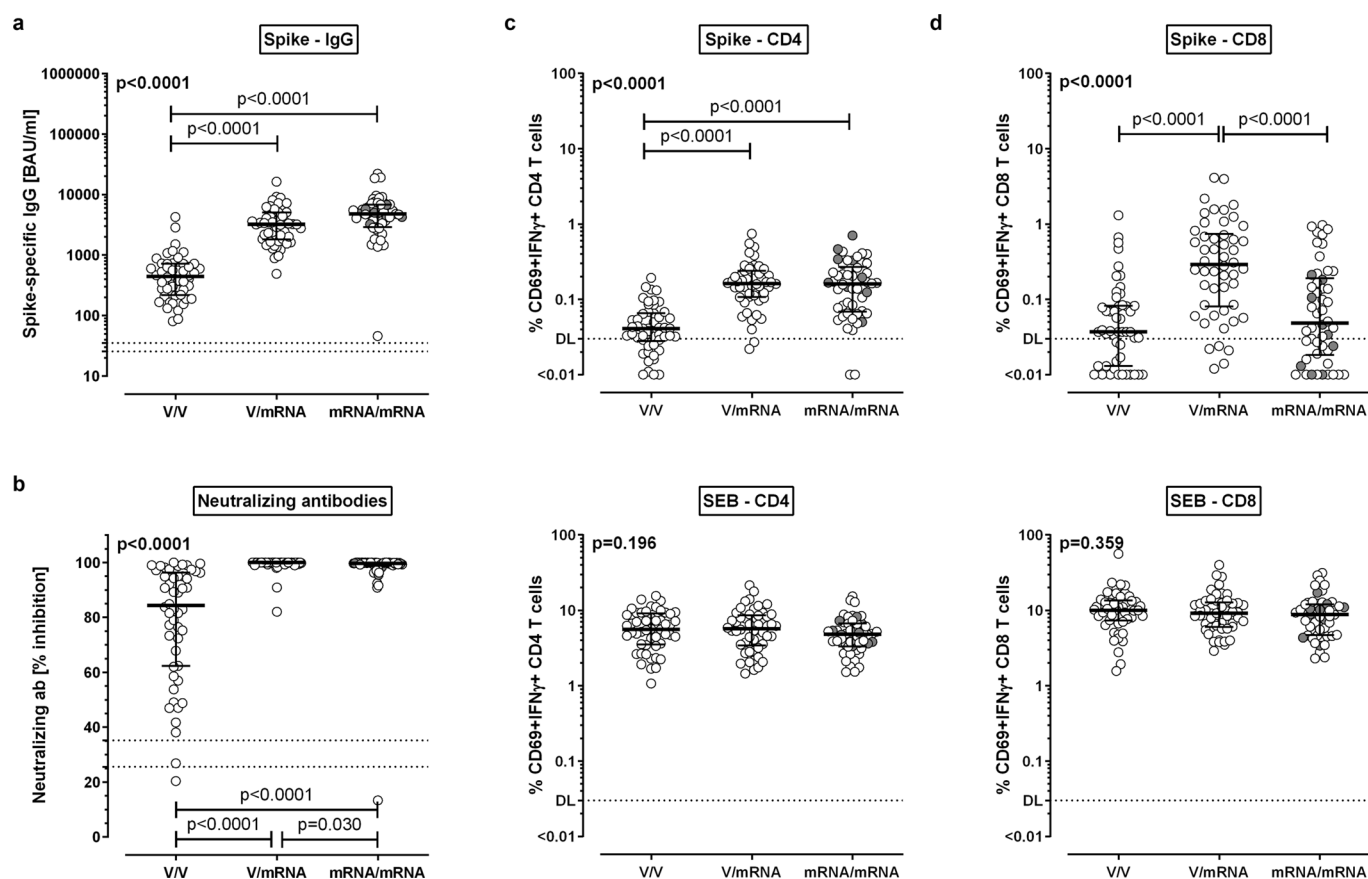 a
Spike - IgG
Spike-specific IgG [BAU/ml]
1000000
100000
10000
1000
100
10
p<0.0001
p<0.0001
p<0.0001
V/V V/mRNA mRNA/mRNA
c
Spike - CD4
% CD69+IFNγ+ CD4 T cells
100
10
1
0.1
DL
<0.01
p<0.0001
p<0.0001
p<0.0001
V/V V/mRNA mRNA/mRNA
d
Spike - CD8
% CD69+IFNγ+ CD8 T cells
100
10
1
0.1
DL
<0.01
p<0.0001
p<0.0001 p<0.0001
V/V V/mRNA mRNA/mRNA
b
Neutralizing antibodies
Neutralizing ab [% inhibition]
100
80
60
40
20
0
p<0.0001
p<0.0001
p<0.0001 p=0.030
V/V V/mRNA mRNA/mRNA
SEB - CD4
% CD69+IFNγ+ CD4 T cells
100
10
1
0.1
DL
<0.01
p=0.196
V/V V/mRNA mRNA/mRNA
SEB - CD8
% CD69+IFNγ+ CD8 T cells
100
10
1
0.1
DL
<0.01
p=0.359
V/V V/mRNA mRNA/mRNA